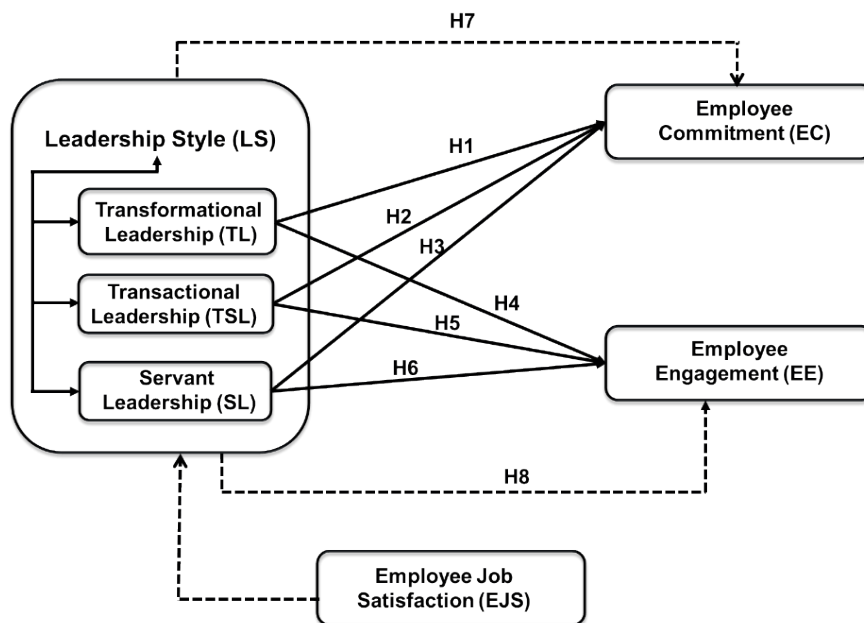 H7
Employee
Commitment (EC)
Leadership Style (LS)
H1
Transformational
Leadership (TL)
H2
H3
Transactional
Leadership (TSL)
H4
H5
Employee
Engagement (EE)
Servant
Leadership (SL)
H6
H8
Employee Job
Satisfaction (EJS)